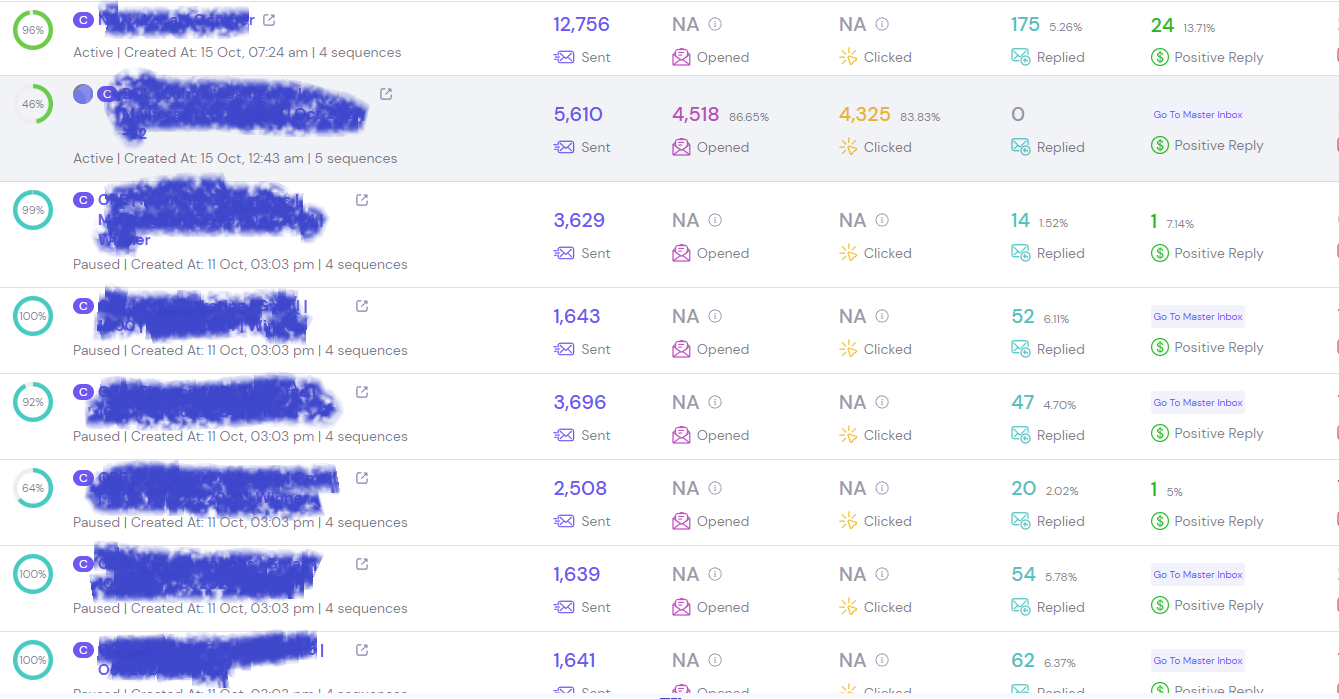 96% C 12,756 NA NA 175 5.26% 24 13.71%
Active | Created At: 15 Oct, 07:24 am | 4 sequences Sent Opened Clicked Replied Positive Reply
46% C 5,610 4,518 86.65% 4,325 83.83% 0 Go To Master Inbox
Active | Created At: 15 Oct, 12:43 am | 5 sequences Sent Opened Clicked Replied Positive Reply
99% C 3,629 NA NA 14 1.52% 1 7.14%
Paused | Created At: 11 Oct, 03:03 pm | 4 sequences Sent Opened Clicked Replied Positive Reply
100% C 1,643 NA NA 52 6.11% Go To Master Inbox
Paused | Created At: 11 Oct, 03:03 pm | 4 sequences Sent Opened Clicked Replied Positive Reply
92% C 3,696 NA NA 47 4.70% Go To Master Inbox
Paused | Created At: 11 Oct, 03:03 pm | 4 sequences Sent Opened Clicked Replied Positive Reply
64% C 2,508 NA NA 20 2.02% 1 5%
Paused | Created At: 11 Oct, 03:03 pm | 4 sequences Sent Opened Clicked Replied Positive Reply
100% C 1,639 NA NA 54 5.78% Go To Master Inbox
Paused | Created At: 11 Oct, 03:03 pm | 4 sequences Sent Opened Clicked Replied Positive Reply
100% C 1,641 NA NA 62 6.37% Go To Master Inbox
Paused | Created At: 11 Oct, 03:03 pm | 4 sequences Sent Opened Clicked Replied Positive Reply